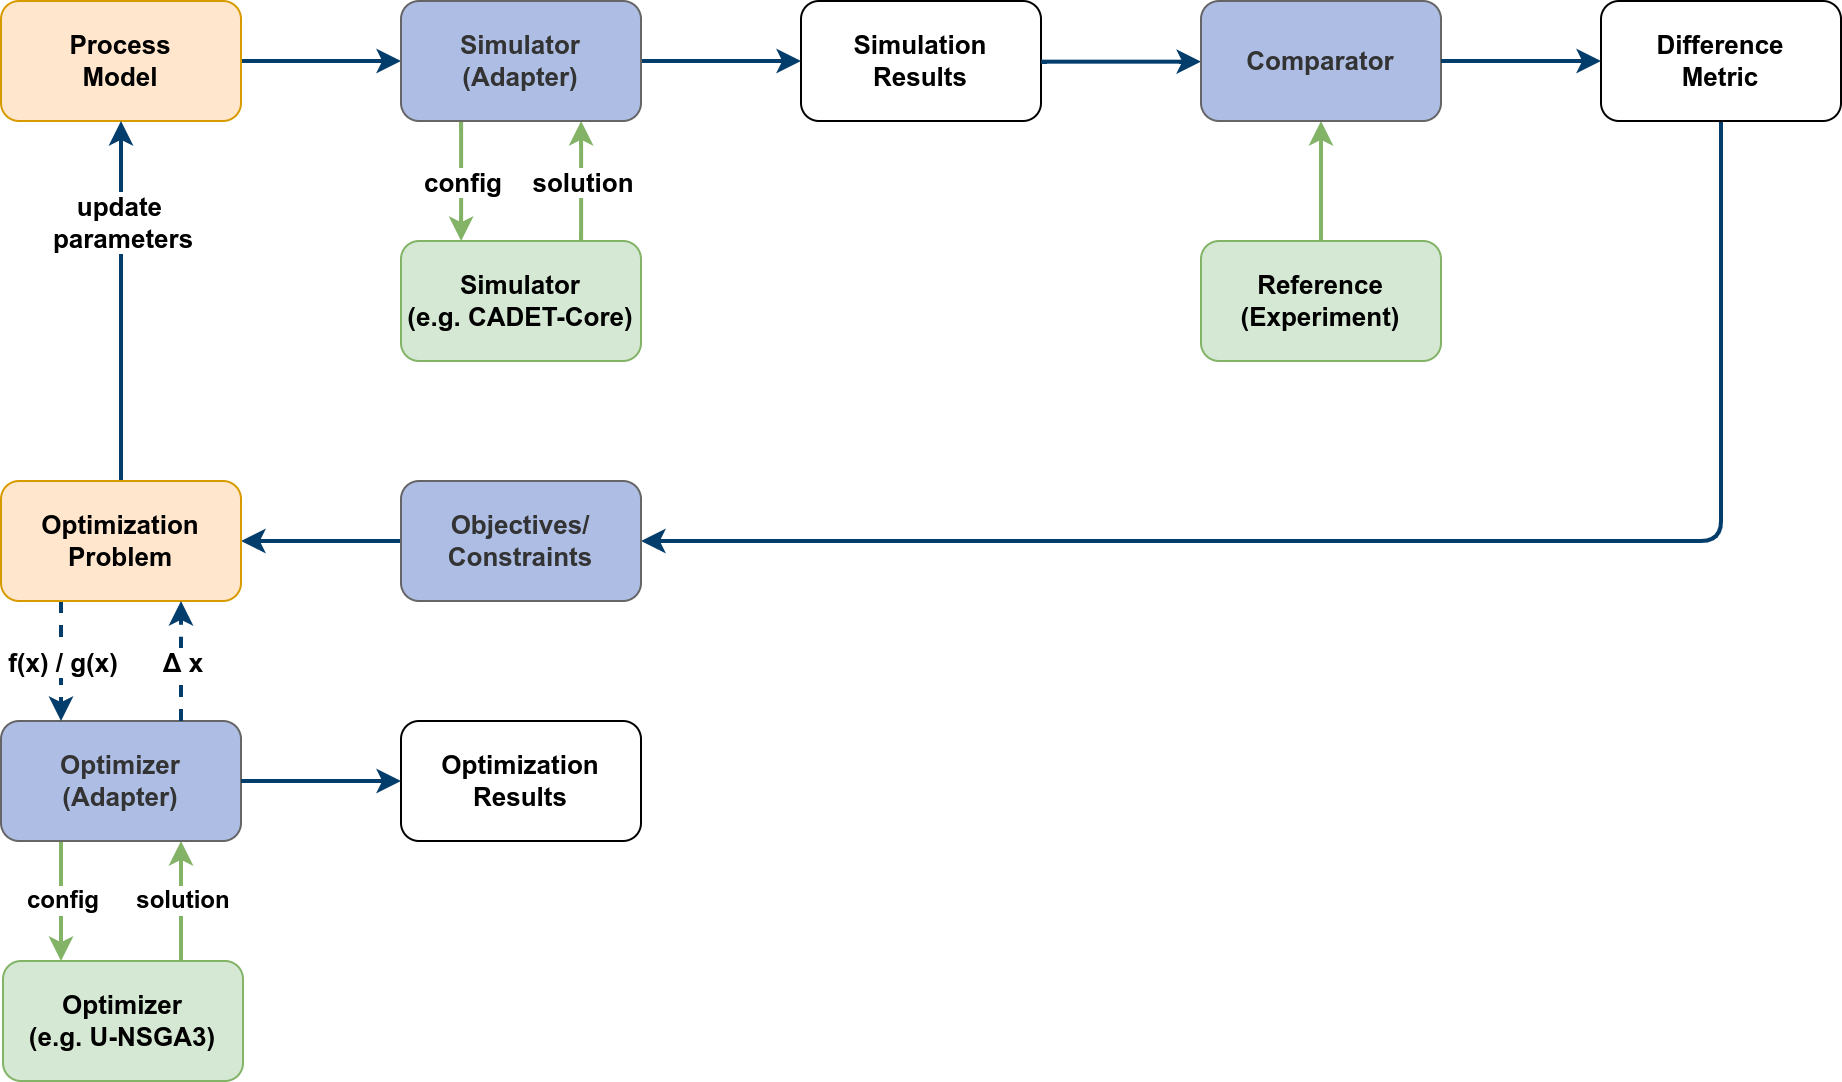 Process
Model
Simulator
(Adapter)
Simulation
Results
Comparator
Difference
Metric
config
solution
update
parameters
Simulator
(e.g. CADET-Core)
Reference
(Experiment)
Optimization
Problem
Objectives/
Constraints
f(x) / g(x)
Δ x
Optimizer
(Adapter)
Optimization
Results
config
solution
Optimizer
(e.g. U-NSGA3)